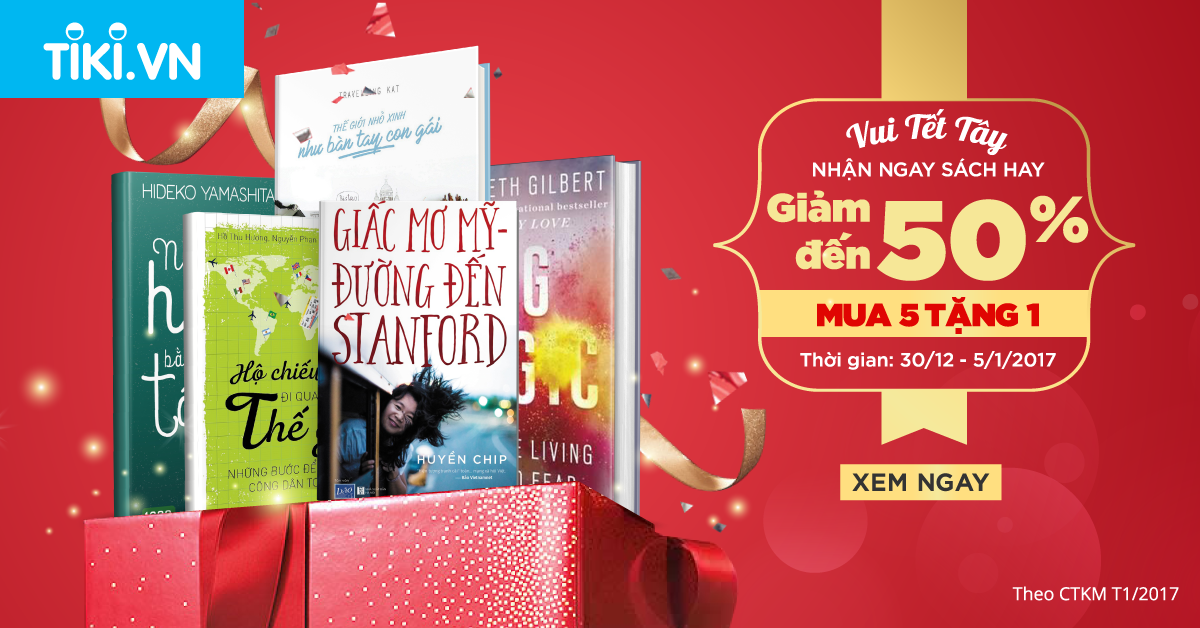 TIKI.VN
TRAVELLING KAT
THẾ GIỚI NHỎ XINH
như bàn tay con gái
HIDEKO YAMASHITA
Hồ Thu Hương, Nguyễn Phan
Hộ chiếu
ĐI QUA
Thế
NHỮNG BƯỚC ĐỂ
CÔNG DÂN TO
GIẤC MƠ MỸ-
ĐƯỜNG ĐẾN
STANFORD
HUYỀN CHIP
ETH GILBERT
national bestseller
Y LOVE
G
GIC
E LIVING
D FEAR
Vui Tết Tây
NHẬN NGAY SÁCH HAY
Giảm đến 50%
MUA 5 TẶNG 1
Thời gian: 30/12 - 5/1/2017
XEM NGAY
Theo CTKM T1/2017